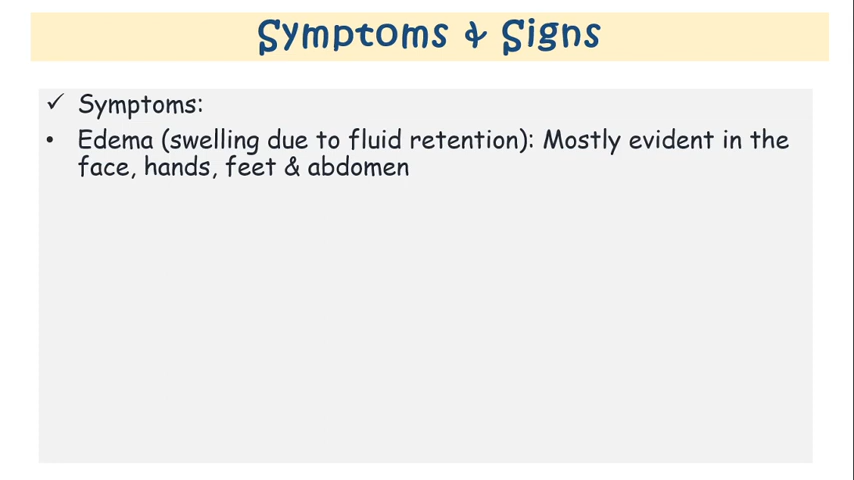 Symptoms & Signs
✓ Symptoms:
• Edema (swelling due to fluid retention): Mostly evident in the
face, hands, feet & abdomen